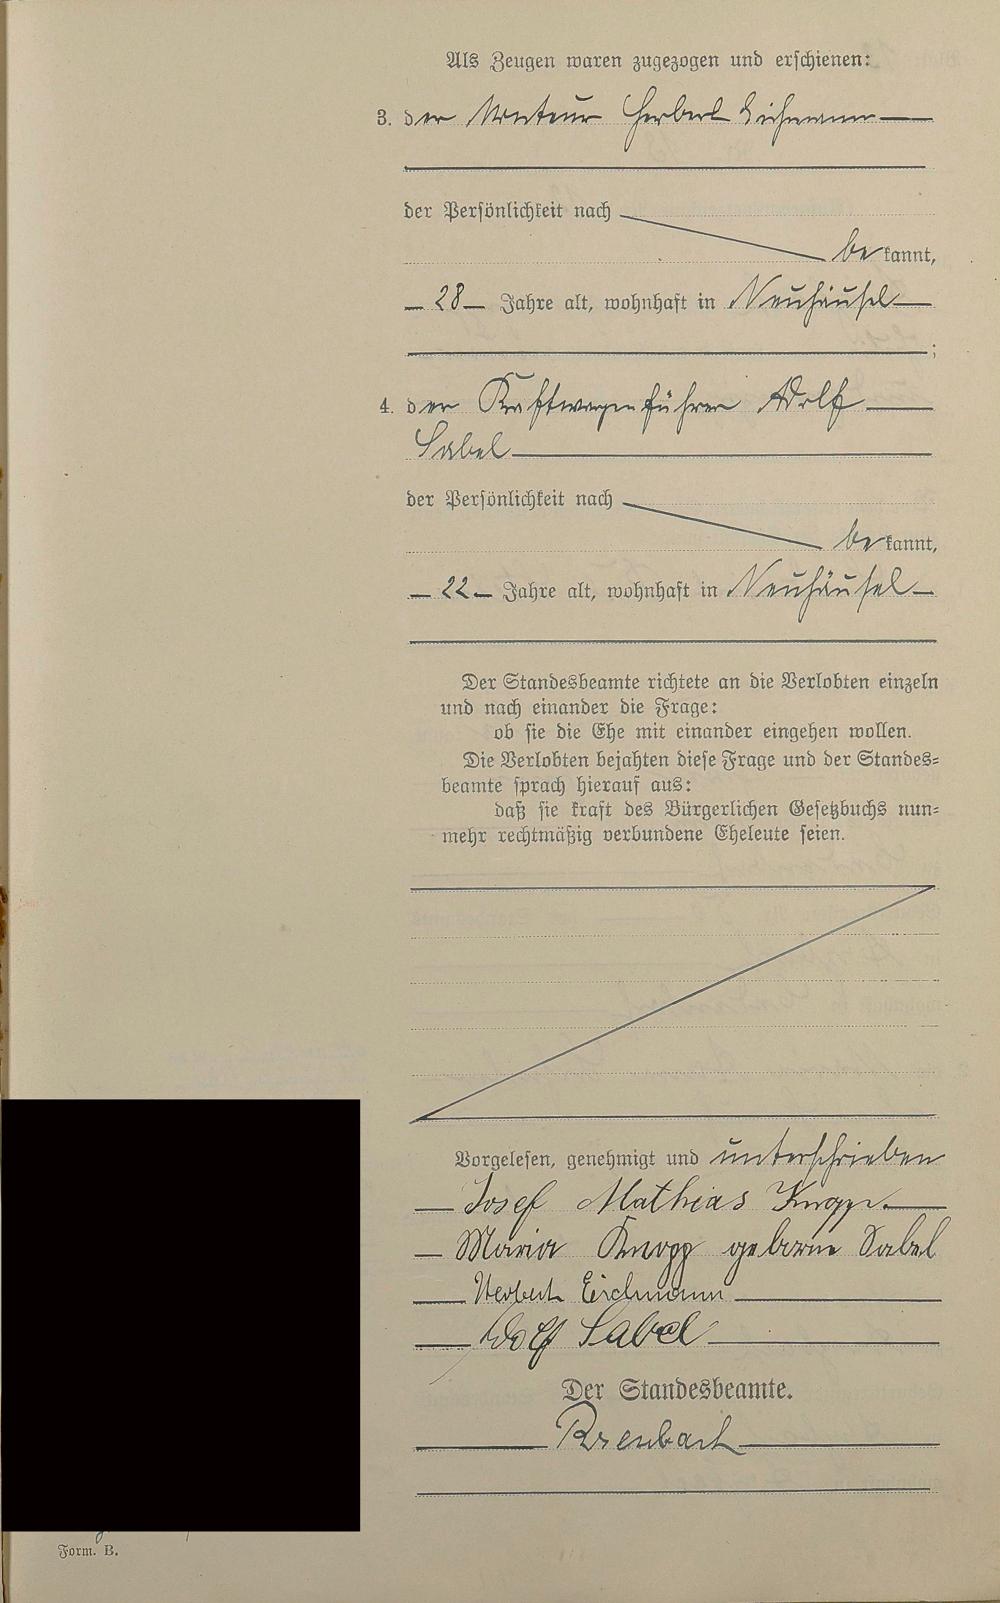 Als Zeugen waren zugezogen und erschienen:
3. der Monteur Herbert Eichmann
der Persönlichkeit nach
bekannt,
28 Jahre alt, wohnhaft in Neuhäusel
;
4. der Kraftwagenführer Adolf
Sabel
der Persönlichkeit nach
bekannt,
22 Jahre alt, wohnhaft in Neuhäusel
Der Standesbeamte richtete an die Verlobten einzeln
und nach einander die Frage:
ob sie die Ehe mit einander eingehen wollen.
Die Verlobten bejahten diese Frage und der Standes=
beamte sprach hierauf aus:
daß sie kraft des Bürgerlichen Gesetzbuchs nun=
mehr rechtmäßig verbundene Eheleute seien.
Vorgelesen, genehmigt und unterschrieben
Josef Mathias Knopp.
Maria Knopp geborene Sabel
Herbert Eichmann
Adolf Sabel
Der Standesbeamte.
Form. B.